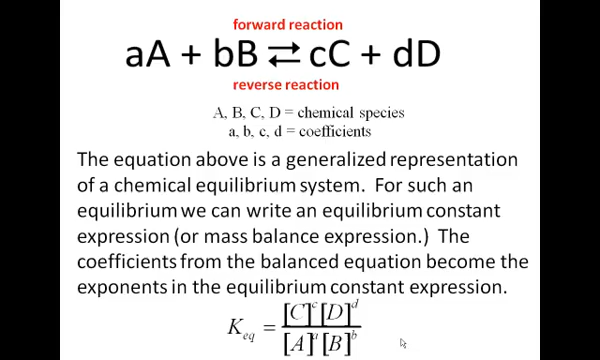 forward reaction
aA + bB ⇄ cC + dD
reverse reaction
A, B, C, D = chemical species
a, b, c, d = coefficients
The equation above is a generalized representation
of a chemical equilibrium system.  For such an
equilibrium we can write an equilibrium constant
expression (or mass balance expression.)  The
coefficients from the balanced equation become the
exponents in the equilibrium constant expression.
K_eq = [C]^c [D]^d / [A]^a [B]^b